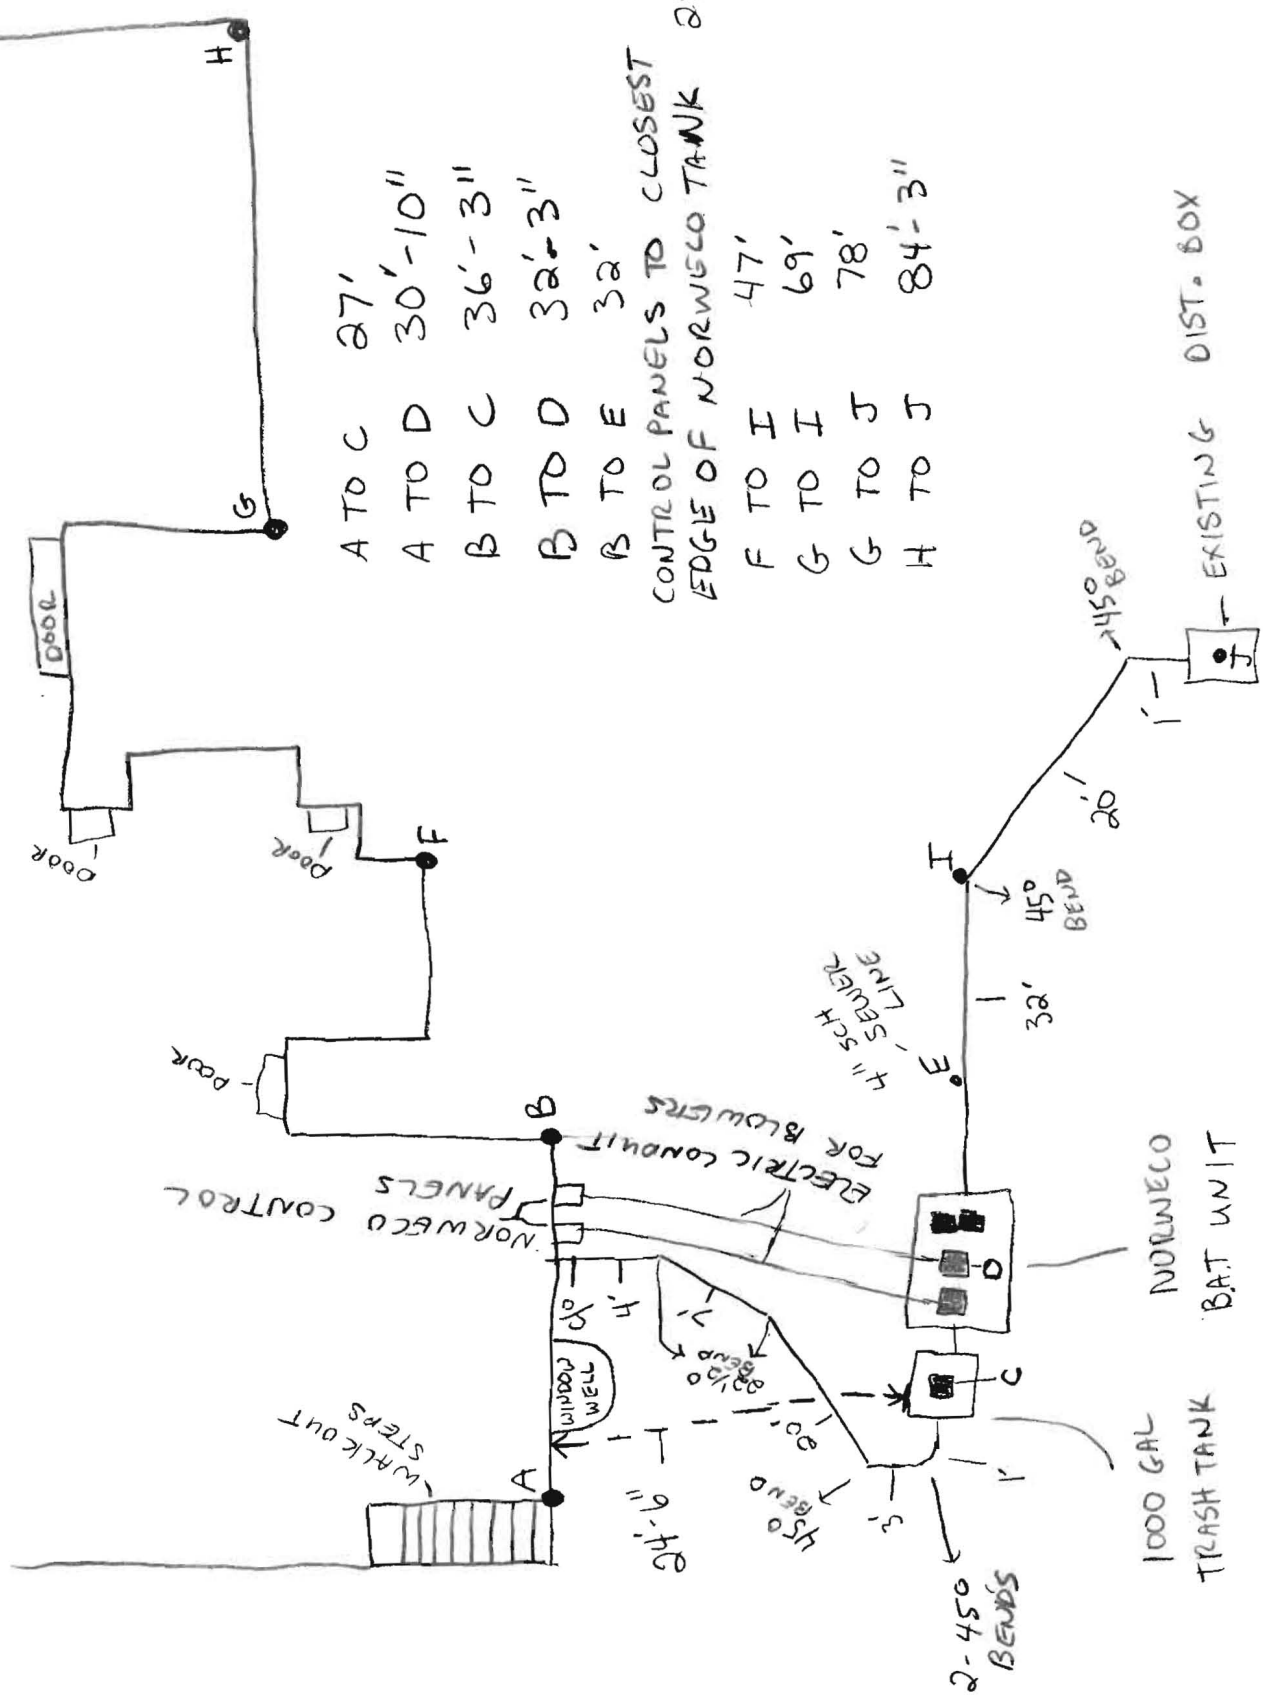 H
G
DOOR
DOOR
DOOR
F
DOOR
A TO C 27'
A TO D 30'-10"
B TO C 36'-3"
B TO D 32'-3"
B TO E 32'
CONTROL PANELS TO CLOSEST
EDGE OF NORWECO TANK 2
F TO I 47'
G TO I 69'
G TO J 78'
H TO J 84'-3"
B
NORWECO CONTROL
PANELS
ELECTRIC CONDUIT
FOR BLOWERS
WALK OUT
STEPS
A
WINDOW
WELL
4'
7'
22½°
BEND
24'-6"
20'
45°
BEND
3'
1'
2-45°
BENDS
C
D
1000 GAL
TRASH TANK
NORWECO
B.A.T UNIT
E
4" SCH
SEWER
LINE
32'
I
45°
BEND
20'
45° BEND
1'
J
EXISTING DIST. BOX